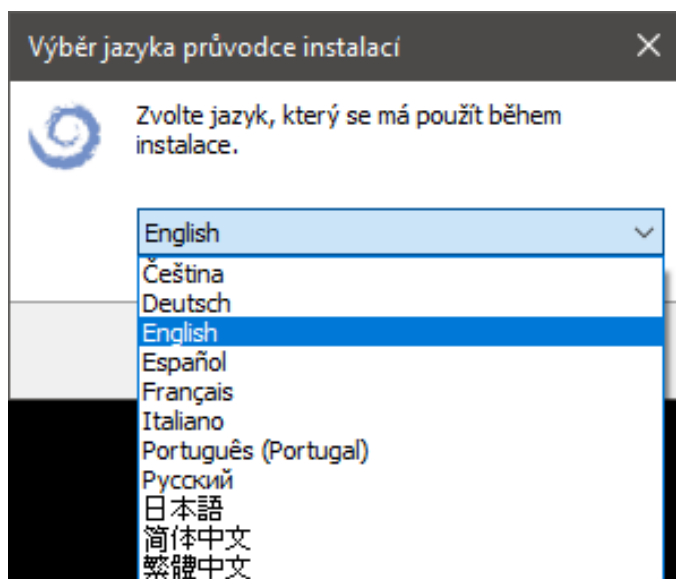 Výběr jazyka průvodce instalací
Zvolte jazyk, který se má použít během
instalace.
English
Čeština
Deutsch
English
Español
Français
Italiano
Português (Portugal)
Русский
日本語
简体中文
繁體中文